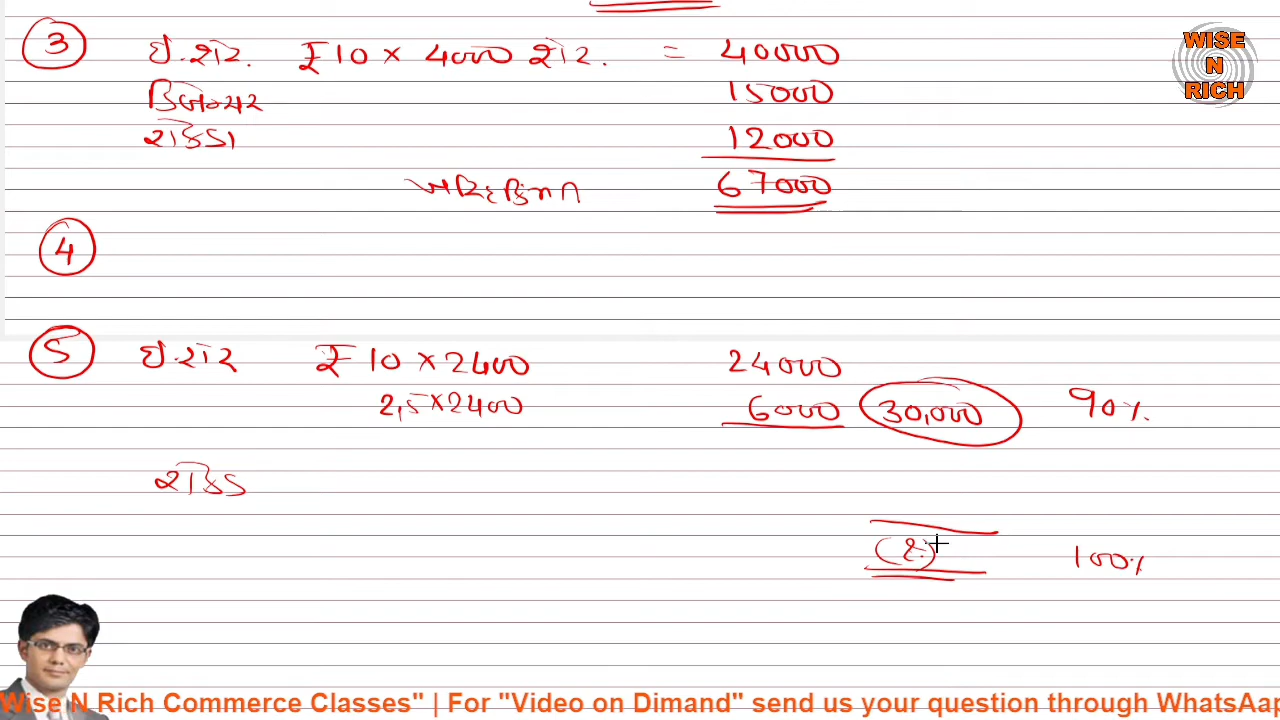 3 ઈ.શેર. ₹10 × 4000 શેર. = 40000
ડિબેન્ચર 15000
રોકડા 12000
ખરીદકિંમત 67000
4
5 ઈ.શેર ₹10 × 2400 24000
2.5 × 2400 6000 30,000 90%
રોકડ
(?) 100%
WISE
N
RICH
Wise N Rich Commerce Classes" | For "Video on Dimand" send us your question through WhatsAap